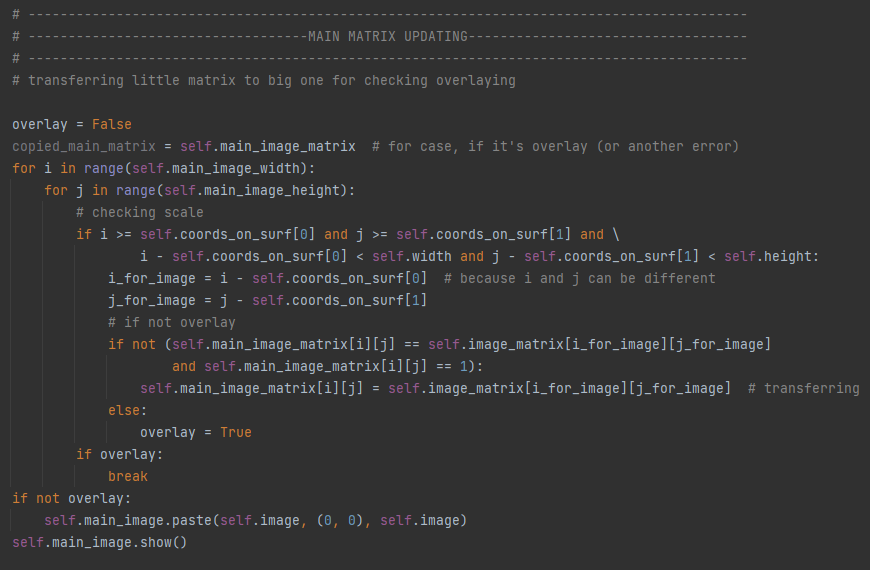 # ------------------------------------------------------------------------------------------
# -----------------------------------MAIN MATRIX UPDATING-----------------------------------
# ------------------------------------------------------------------------------------------
# transferring little matrix to big one for checking overlaying

overlay = False
copied_main_matrix = self.main_image_matrix  # for case, if it's overlay (or another error)
for i in range(self.main_image_width):
    for j in range(self.main_image_height):
        # checking scale
        if i >= self.coords_on_surf[0] and j >= self.coords_on_surf[1] and \
                i - self.coords_on_surf[0] < self.width and j - self.coords_on_surf[1] < self.height:
            i_for_image = i - self.coords_on_surf[0]  # because i and j can be different
            j_for_image = j - self.coords_on_surf[1]
            # if not overlay
            if not (self.main_image_matrix[i][j] == self.image_matrix[i_for_image][j_for_image]
                    and self.main_image_matrix[i][j] == 1):
                self.main_image_matrix[i][j] = self.image_matrix[i_for_image][j_for_image]  # transferring
            else:
                overlay = True
        if overlay:
            break
if not overlay:
    self.main_image.paste(self.image, (0, 0), self.image)
self.main_image.show()